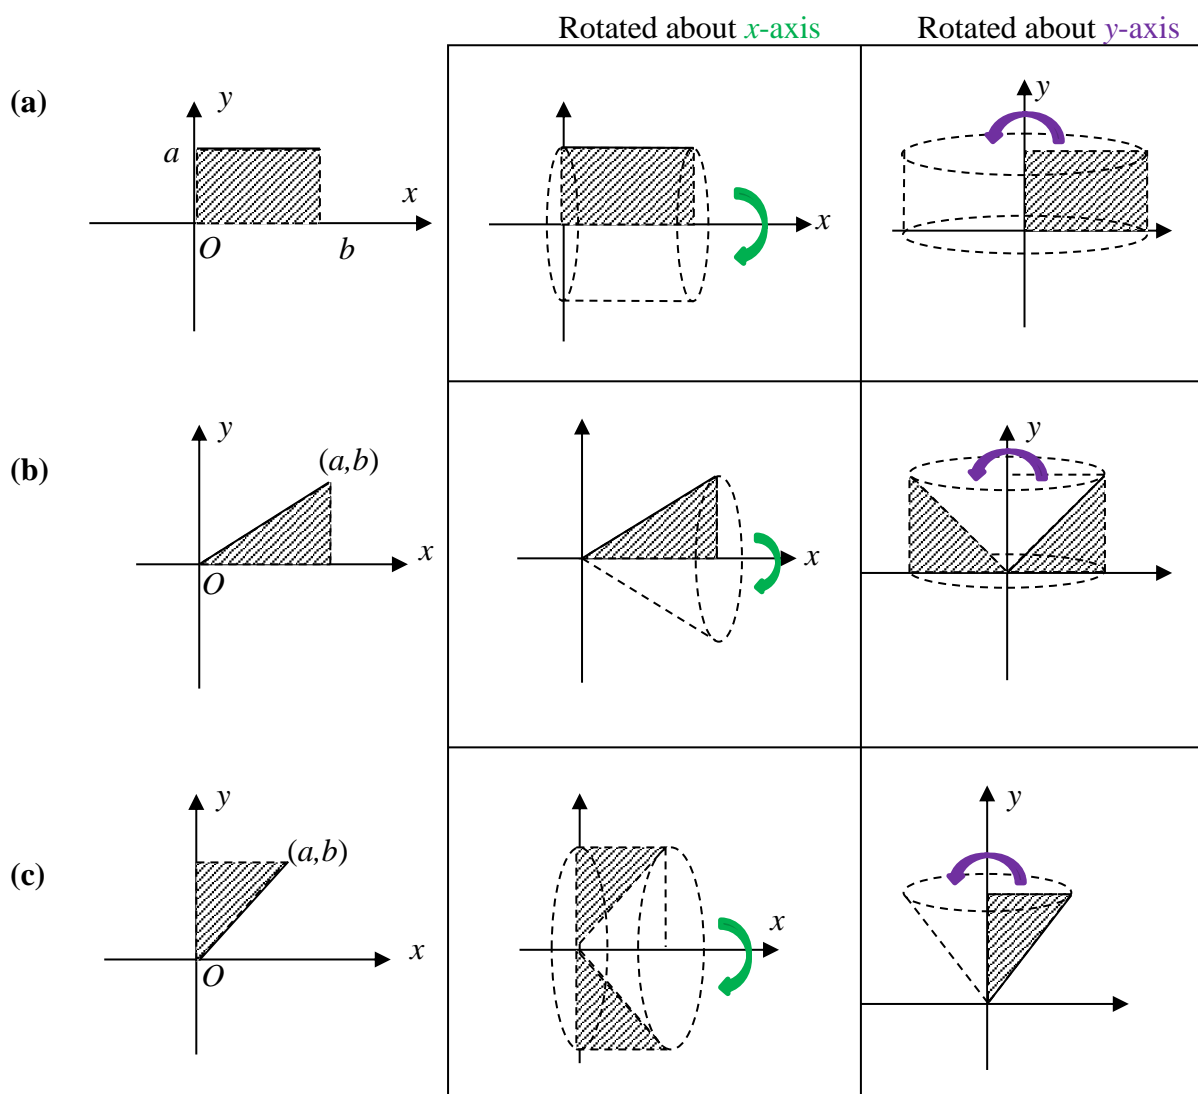 Rotated about x-axis
Rotated about y-axis
(a)
y
a
x
O
b
x
y
(b)
y
(a,b)
x
O
x
y
(c)
y
(a,b)
x
O
x
y